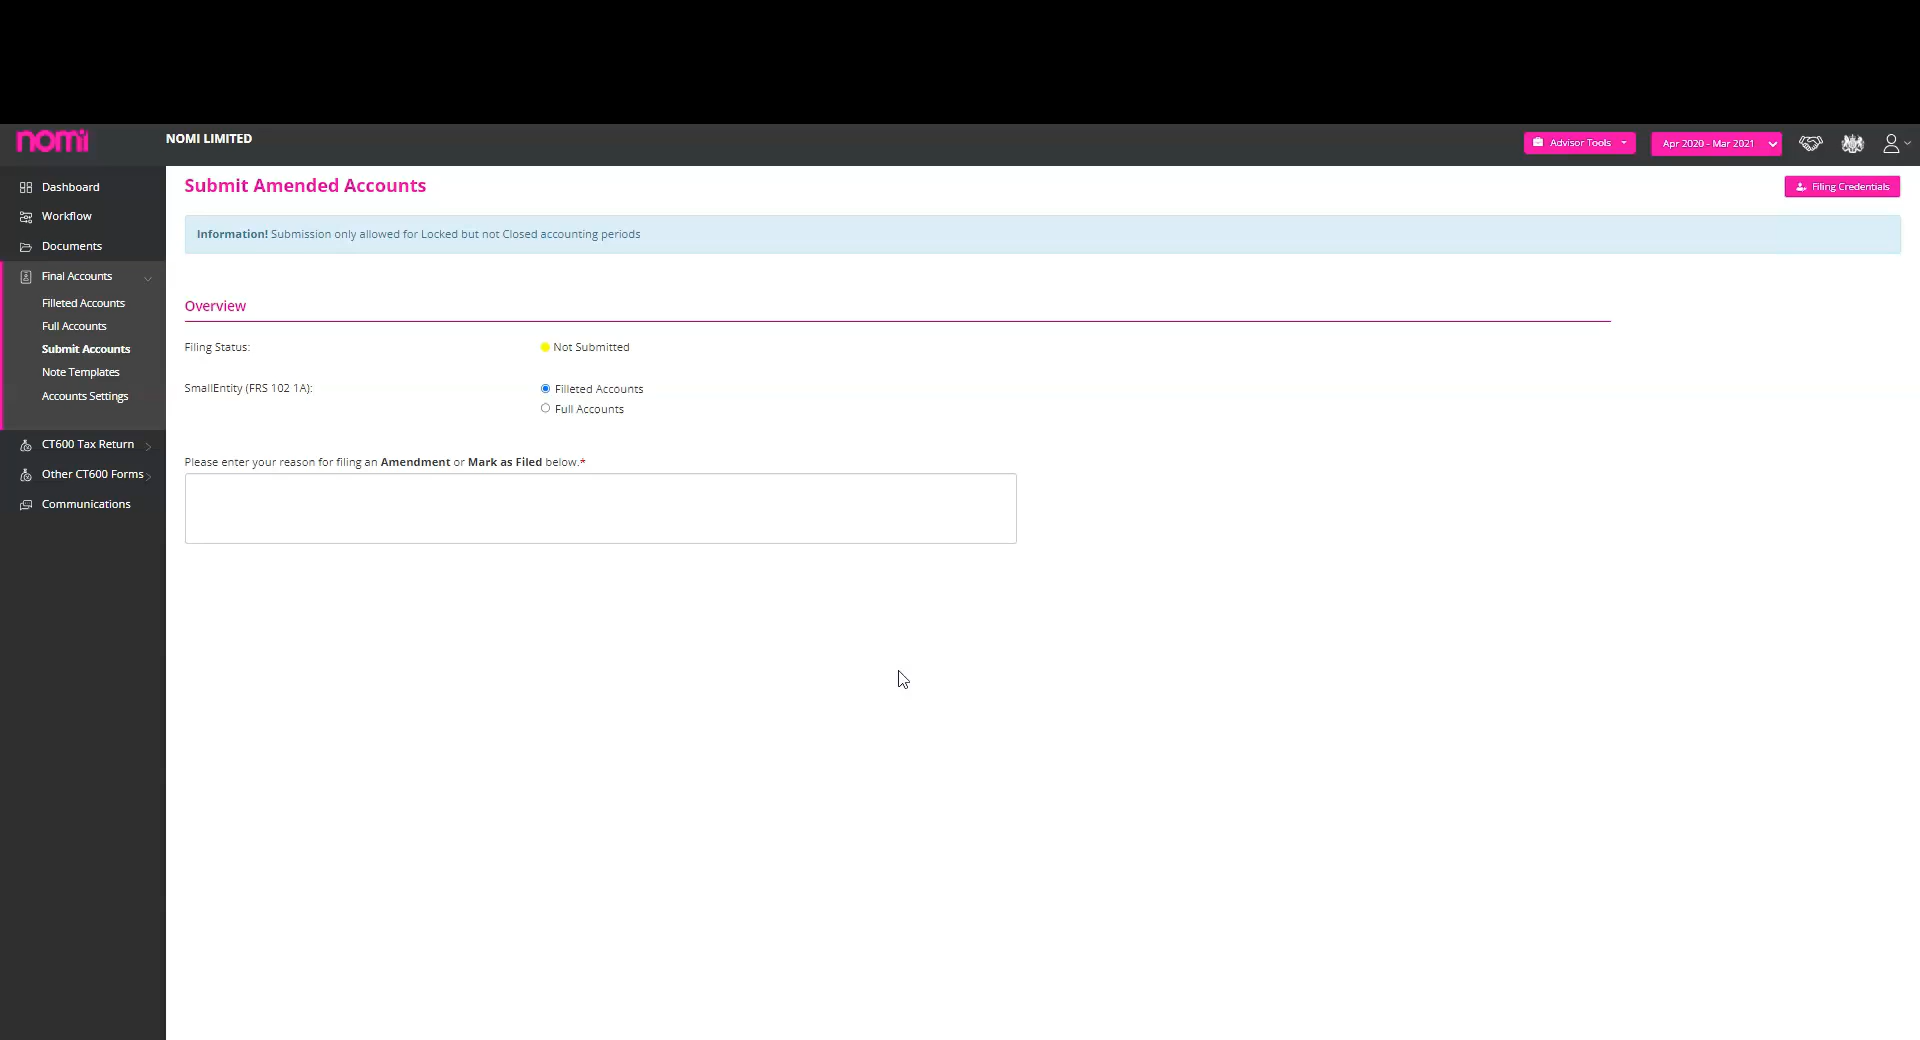 nomi
NOMI LIMITED
Advisor Tools
Apr 2020 - Mar 2021
Dashboard
Workflow
Documents
Final Accounts
Filleted Accounts
Full Accounts
Submit Accounts
Note Templates
Accounts Settings
CT600 Tax Return
Other CT600 Forms
Communications
Submit Amended Accounts
Filing Credentials
Information! Submission only allowed for Locked but not Closed accounting periods
Overview
Filing Status:
Not Submitted
SmallEntity (FRS 102 1A):
Filleted Accounts
Full Accounts
Please enter your reason for filing an Amendment or Mark as Filed below.*